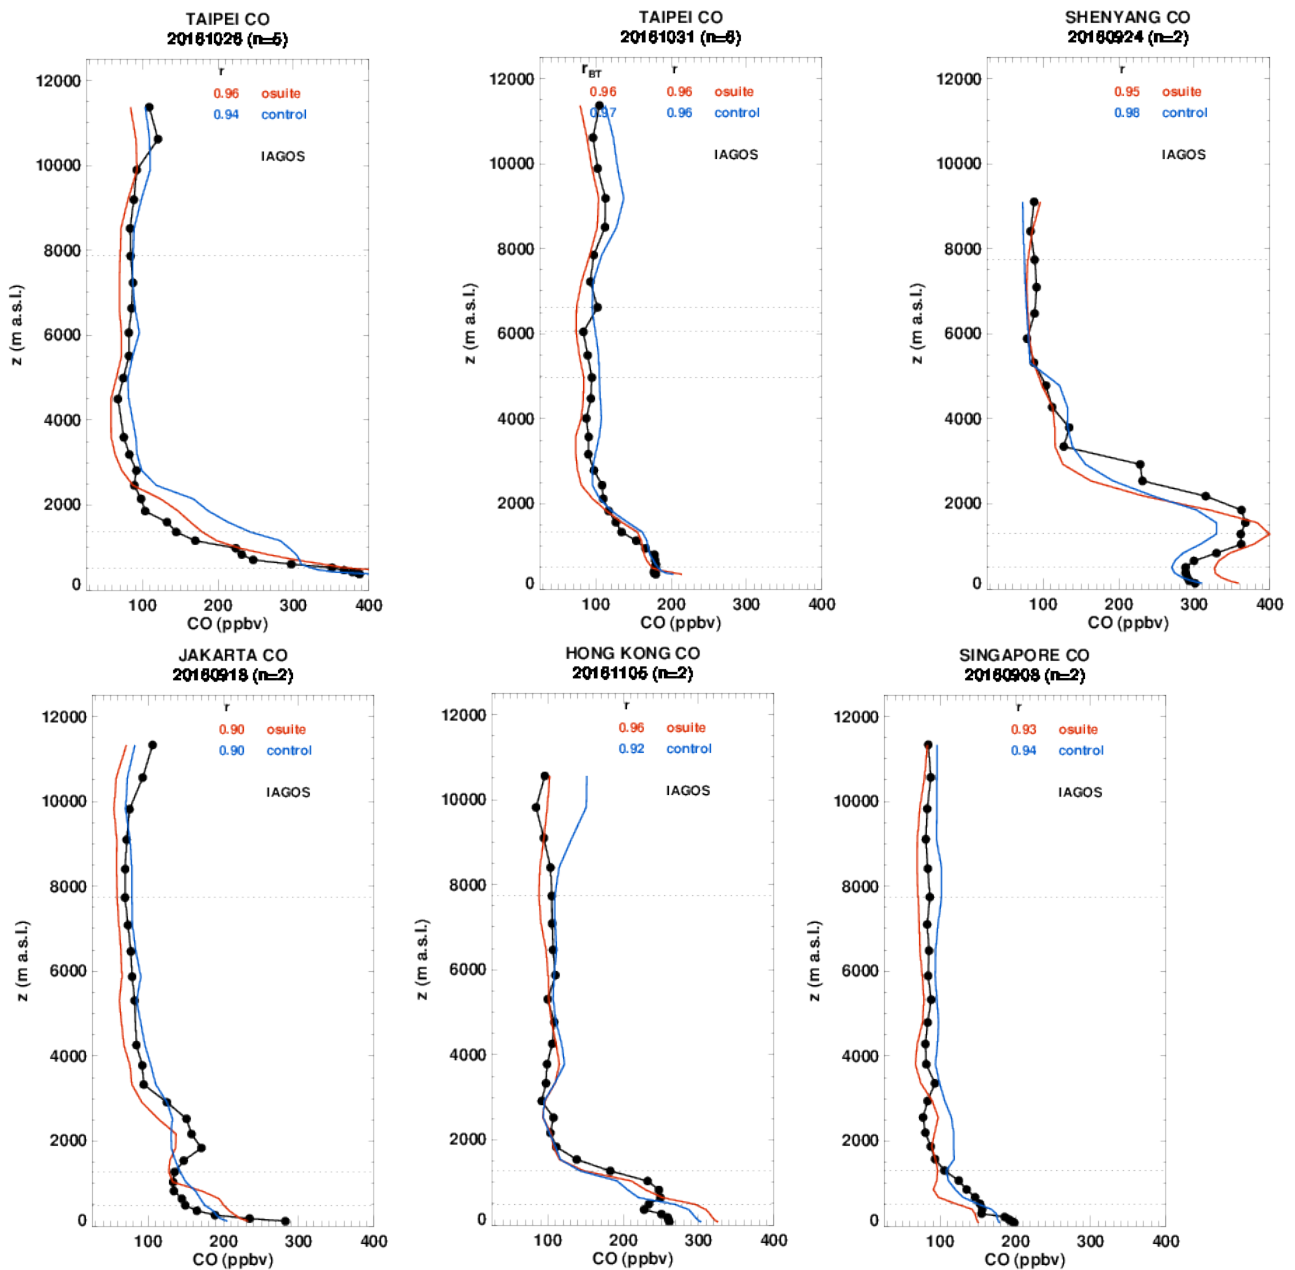 TAIPEI CO
20161026 (n=5)
r
0.96 osuite
0.94 control
IAGOS
12000
10000
8000
6000
4000
2000
0
z (m a.s.l.)
100 200 300 400
CO (ppbv)
TAIPEI CO
20161031 (n=6)
rBT r
0.96 0.96 osuite
0.97 0.96 control
IAGOS
12000
10000
8000
6000
4000
2000
0
z (m a.s.l.)
100 200 300 400
CO (ppbv)
SHENYANG CO
20160924 (n=2)
r
0.95 osuite
0.98 control
IAGOS
12000
10000
8000
6000
4000
2000
0
z (m a.s.l.)
100 200 300 400
CO (ppbv)
JAKARTA CO
20160918 (n=2)
r
0.90 osuite
0.90 control
IAGOS
12000
10000
8000
6000
4000
2000
0
z (m a.s.l.)
100 200 300 400
CO (ppbv)
HONG KONG CO
20161105 (n=2)
r
0.96 osuite
0.92 control
IAGOS
12000
10000
8000
6000
4000
2000
0
z (m a.s.l.)
100 200 300 400
CO (ppbv)
SINGAPORE CO
20160908 (n=2)
r
0.93 osuite
0.94 control
IAGOS
12000
10000
8000
6000
4000
2000
0
z (m a.s.l.)
100 200 300 400
CO (ppbv)